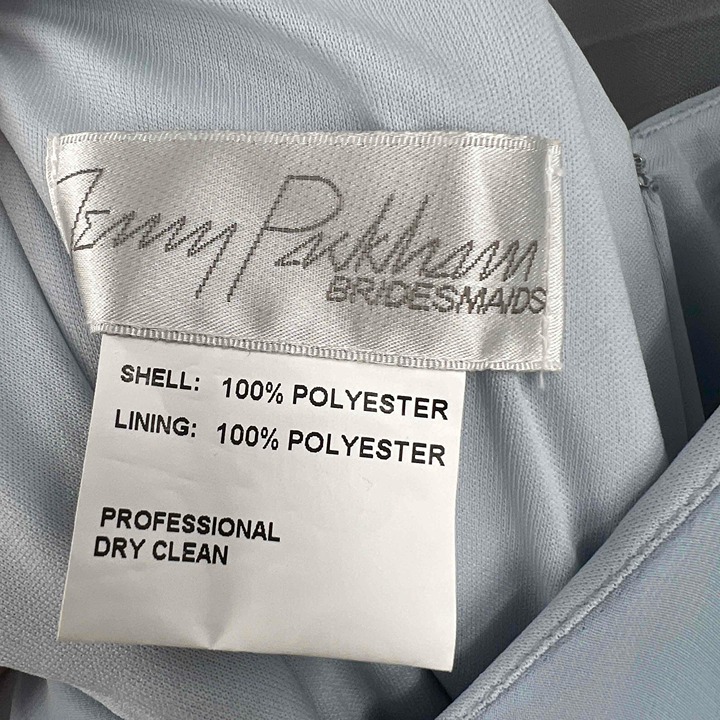 Jenny Packham
BRIDESMAIDS
SHELL: 100% POLYESTER
LINING: 100% POLYESTER
PROFESSIONAL
DRY CLEAN